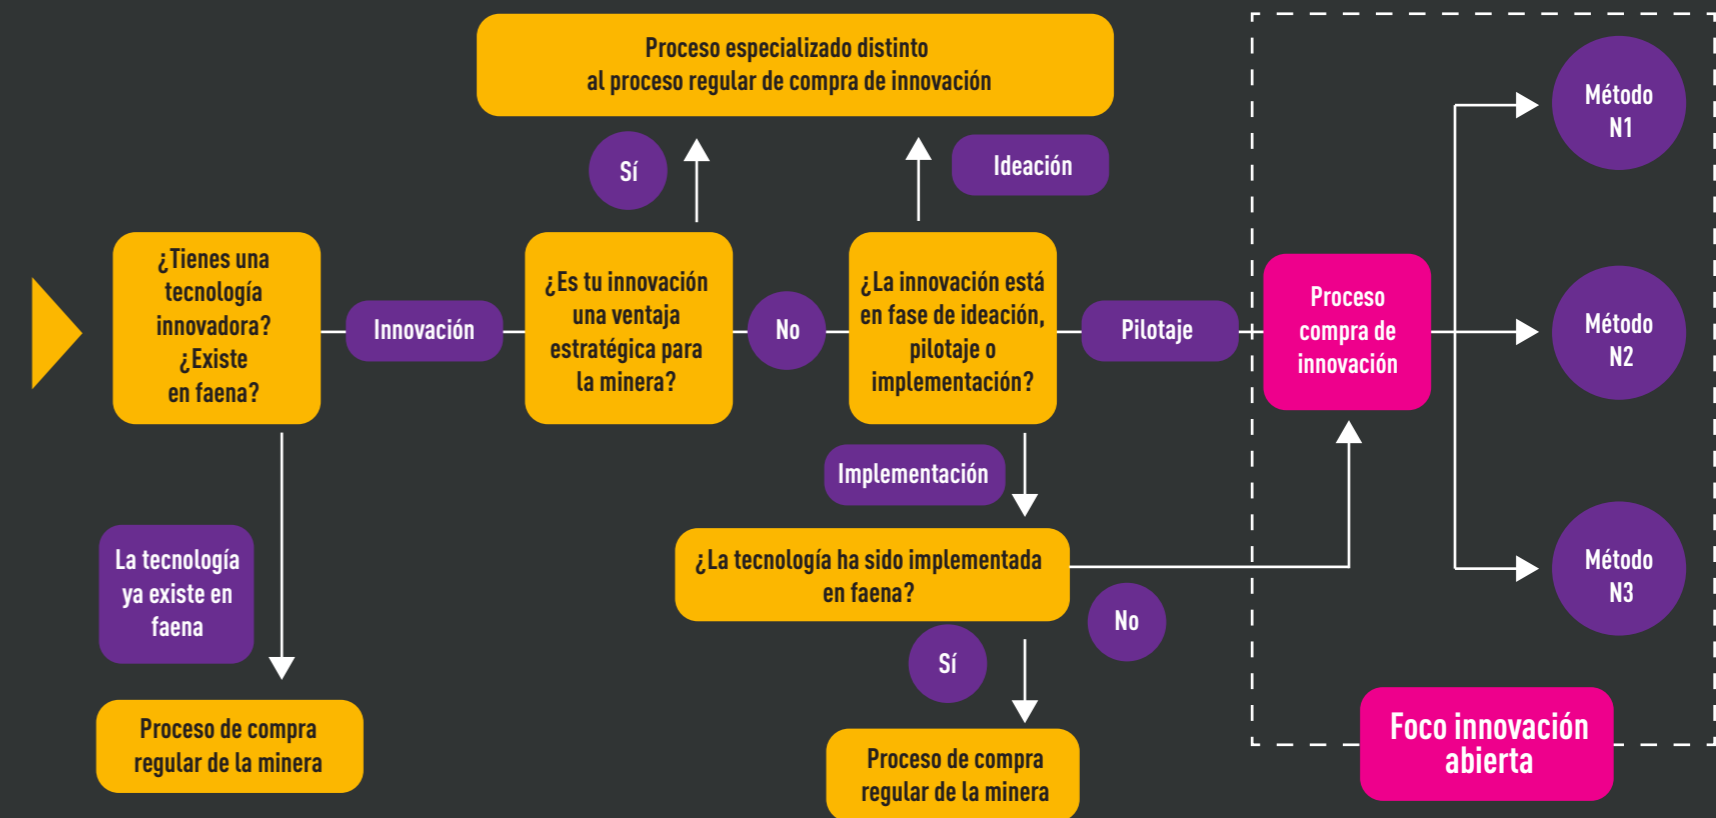 Proceso especializado distinto
al proceso regular de compra de innovación
Sí
Ideación
¿Tienes una
tecnología
innovadora?
¿Existe
en faena?
Innovación
¿Es tu innovación
una ventaja
estratégica para
la minera?
No
¿La innovación está
en fase de ideación,
pilotaje o
implementación?
Pilotaje
Proceso
compra de
innovación
Método
N1
Método
N2
Método
N3
Implementación
¿La tecnología ha sido implementada
en faena?
No
Sí
La tecnología
ya existe en
faena
Proceso de compra
regular de la minera
Proceso de compra
regular de la minera
Foco innovación
abierta